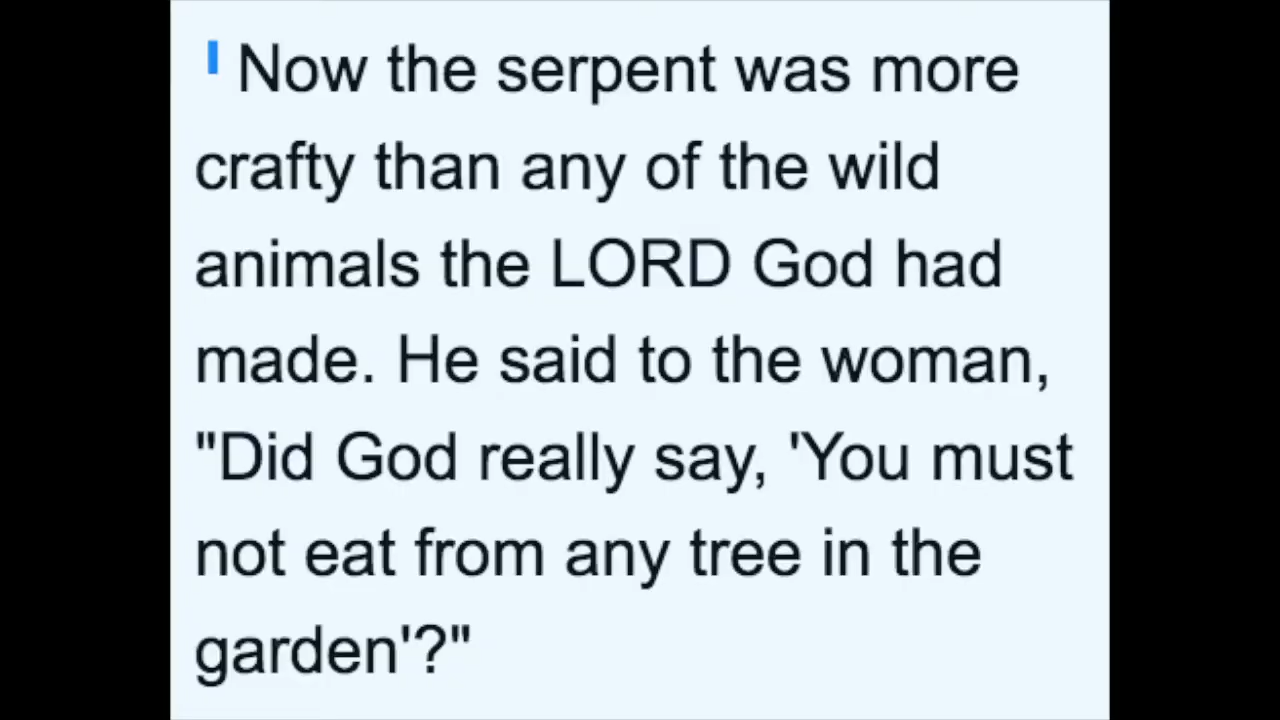 Now the serpent was more
crafty than any of the wild
animals the LORD God had
made. He said to the woman,
"Did God really say, 'You must
not eat from any tree in the
garden'?"